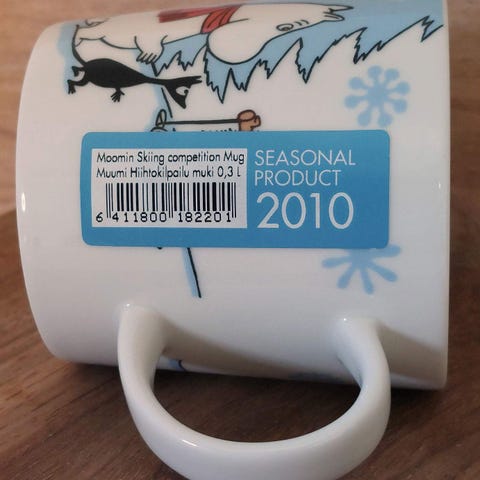 Moomin Skiing competition Mug
Muumi Hiihtokilpailu muki 0,3 L
6 411800 182201
SEASONAL
PRODUCT
2010